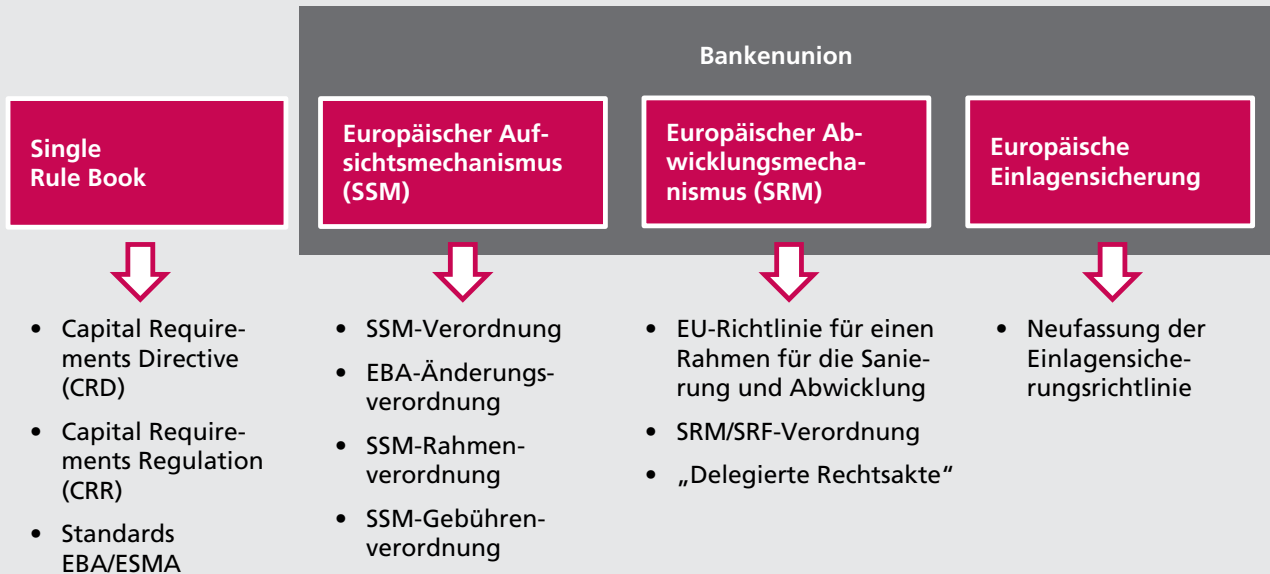 Bankenunion
Single
Rule Book
Europäischer Auf-
sichtsmechanismus
(SSM)
Europäischer Ab-
wicklungsmecha-
nismus (SRM)
Europäische
Einlagensicherung
• Capital Require-
ments Directive
(CRD)
• Capital Require-
ments Regulation
(CRR)
• Standards
EBA/ESMA
• SSM-Verordnung
• EBA-Änderungs-
verordnung
• SSM-Rahmen-
verordnung
• SSM-Gebühren-
verordnung
• EU-Richtlinie für einen
Rahmen für die Sanie-
rung und Abwicklung
• SRM/SRF-Verordnung
• „Delegierte Rechtsakte“
• Neufassung der
Einlagensiche-
rungsrichtlinie